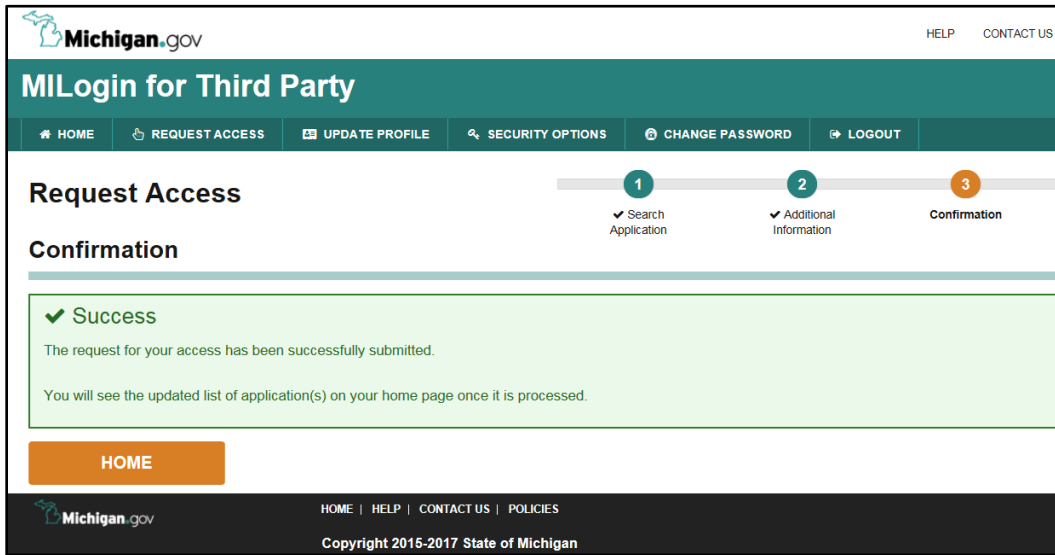 Michigan.gov
HELP CONTACT US
MILogin for Third Party
HOME REQUEST ACCESS UPDATE PROFILE SECURITY OPTIONS CHANGE PASSWORD LOGOUT
Request Access
1 2 3
Search Application
Additional Information
Confirmation
Confirmation
Success
The request for your access has been successfully submitted.
You will see the updated list of application(s) on your home page once it is processed.
HOME
Michigan.gov
HOME | HELP | CONTACT US | POLICIES
Copyright 2015-2017 State of Michigan